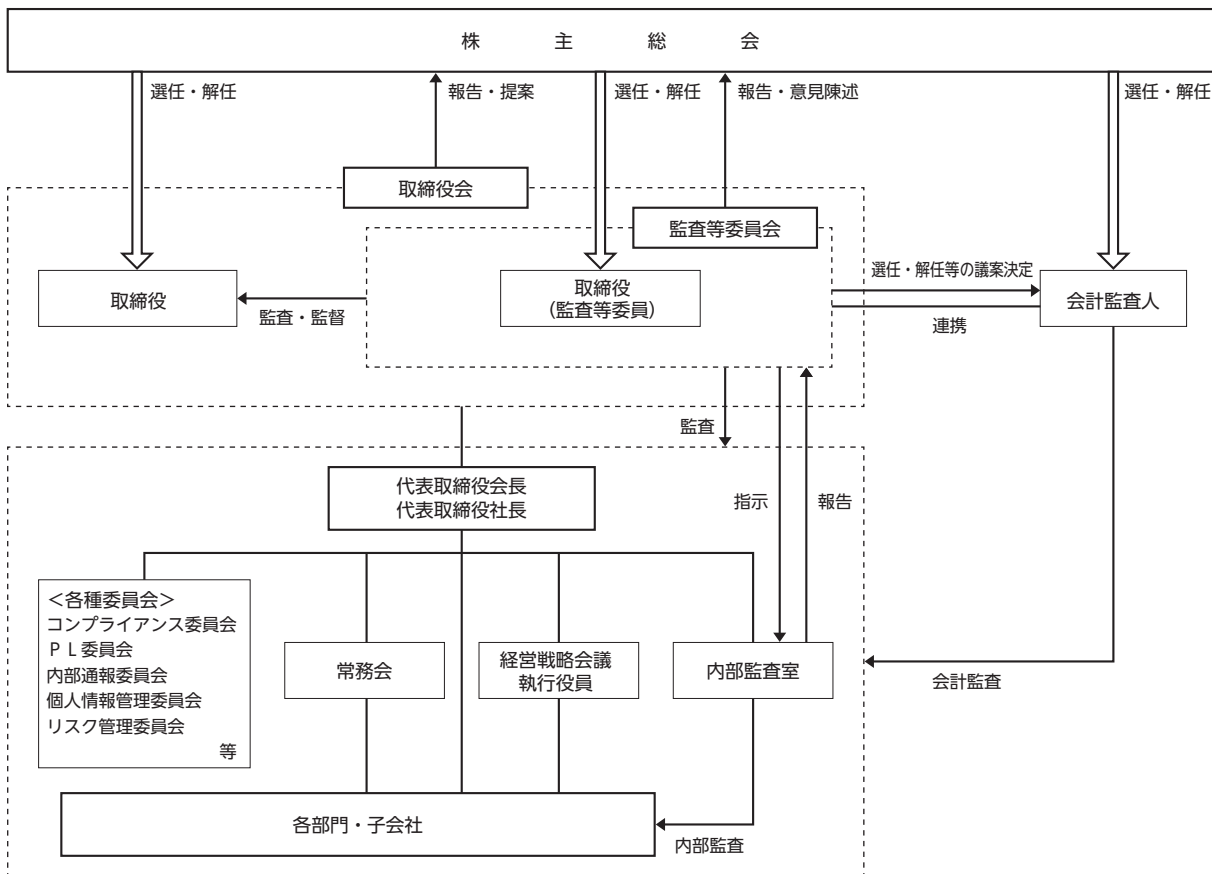 株主総会
選任・解任
報告・提案
選任・解任
報告・意見陳述
選任・解任
取締役会
監査等委員会
取締役
監査・監督
取締役
(監査等委員)
選任・解任等の議案決定
連携
会計監査人
監査
代表取締役会長
代表取締役社長
指示
報告
<各種委員会>
コンプライアンス委員会
PL委員会
内部通報委員会
個人情報管理委員会
リスク管理委員会
等
常務会
経営戦略会議
執行役員
内部監査室
会計監査
各部門・子会社
内部監査